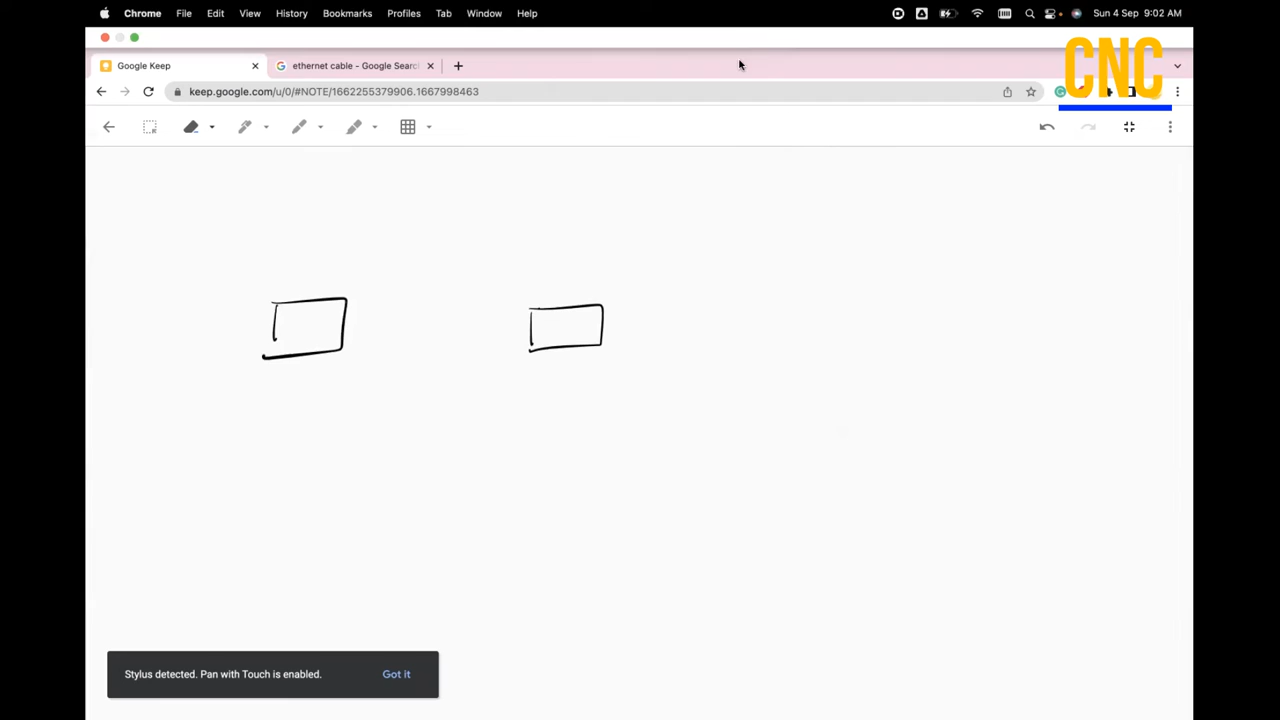 Chrome File Edit View History Bookmarks Profiles Tab Window Help Sun 4 Sep 9:02 AM
CNC
Google Keep ethernet cable - Google Searc
keep.google.com/u/0/#NOTE/1662255379906.1667998463
Stylus detected. Pan with Touch is enabled. Got it